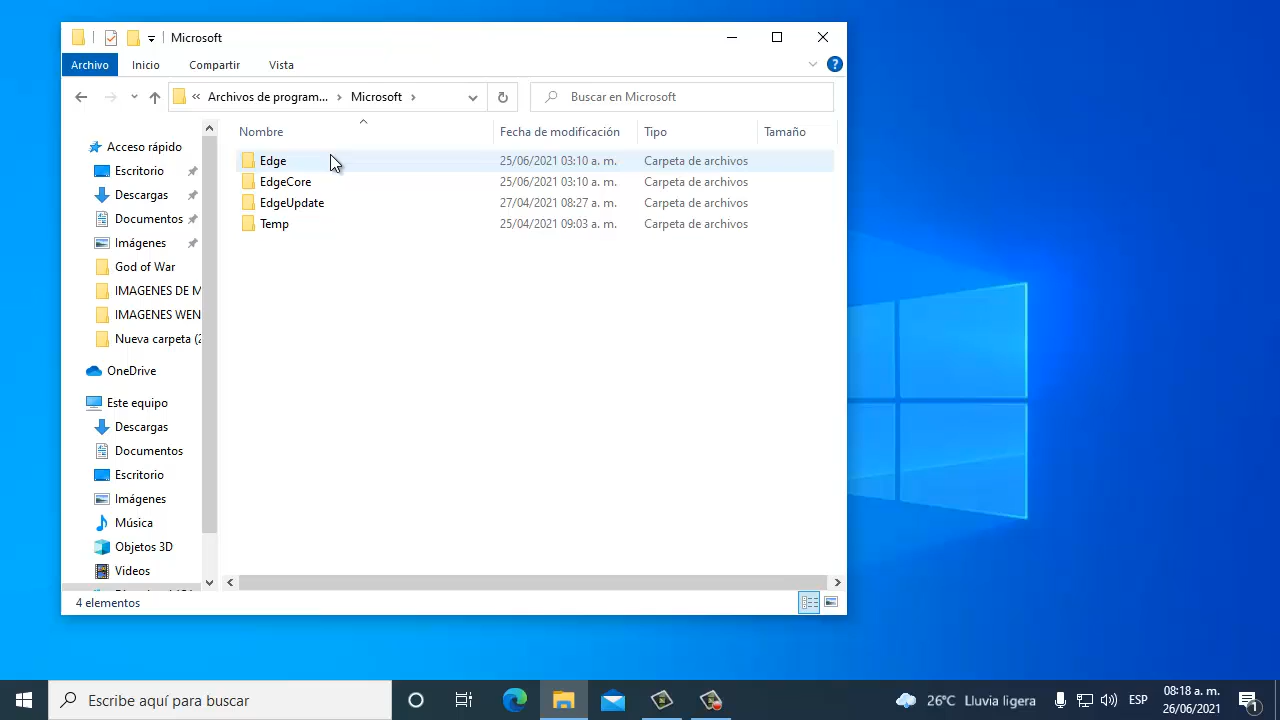 Microsoft
Archivo Inicio Compartir Vista
Archivos de program... Microsoft
Buscar en Microsoft
Nombre Fecha de modificación Tipo Tamaño
Edge 25/06/2021 03:10 a. m. Carpeta de archivos
EdgeCore 25/06/2021 03:10 a. m. Carpeta de archivos
EdgeUpdate 27/04/2021 08:27 a. m. Carpeta de archivos
Temp 25/04/2021 09:03 a. m. Carpeta de archivos
Acceso rápido
Escritorio
Descargas
Documentos
Imágenes
God of War
IMAGENES DE M
IMAGENES WEN
Nueva carpeta (2
OneDrive
Este equipo
Descargas
Documentos
Escritorio
Imágenes
Música
Objetos 3D
Videos
4 elementos
Escribe aquí para buscar
26°C Lluvia ligera
ESP
08:18 a. m.
26/06/2021
1